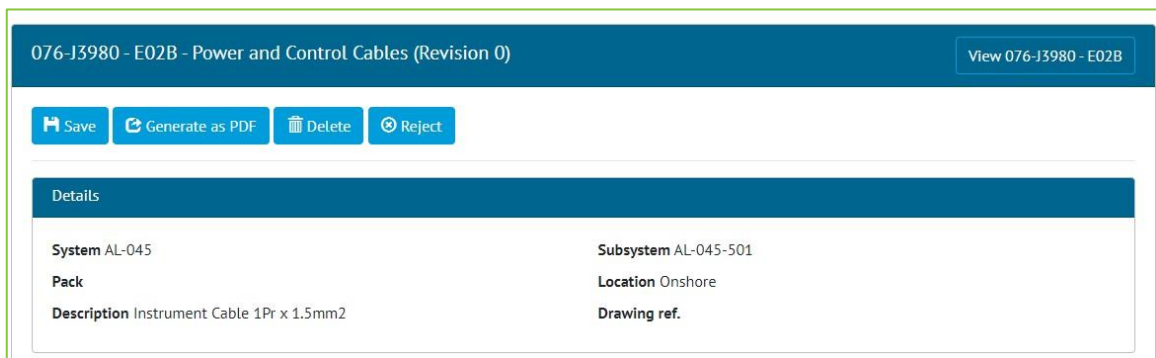 076-J3980 - E02B - Power and Control Cables (Revision 0)
View 076-J3980 - E02B
Save
Generate as PDF
Delete
Reject
Details
System AL-045
Subsystem AL-045-501
Pack
Location Onshore
Description Instrument Cable 1Pr x 1.5mm2
Drawing ref.